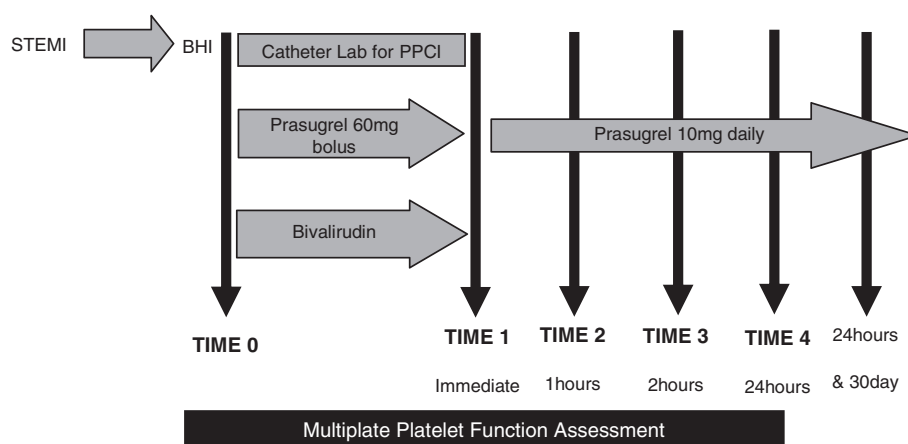 STEMI
BHI
Catheter Lab for PPCI
Prasugrel 60mg
bolus
Prasugrel 10mg daily
Bivalirudin
TIME 0
TIME 1
TIME 2
TIME 3
TIME 4
24hours
Immediate
1hours
2hours
24hours
& 30day
Multiplate Platelet Function Assessment